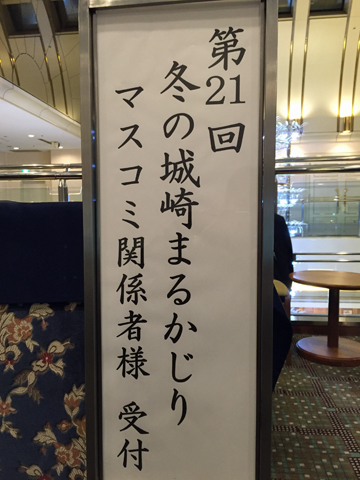 第21回
冬の城崎まるかじり
マスコミ関係者様 受付